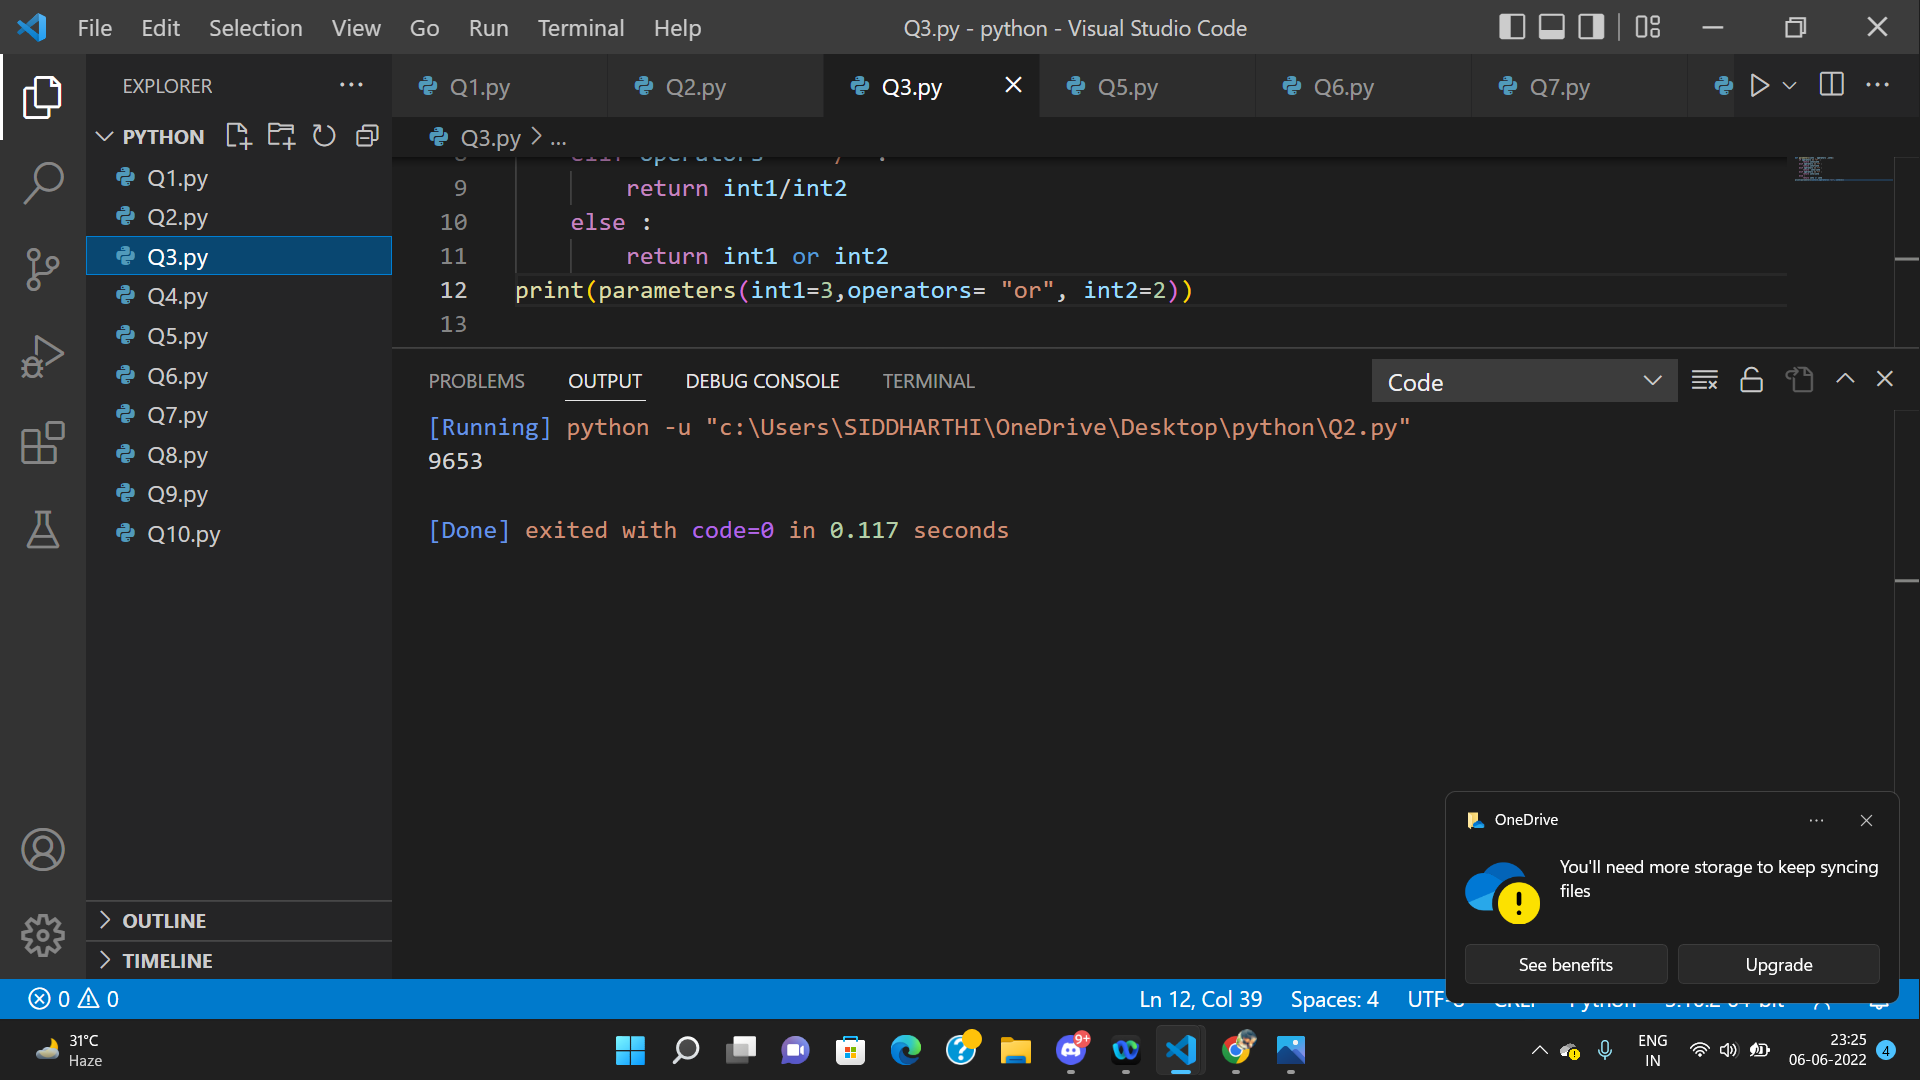 File Edit Selection View Go Run Terminal Help
Q3.py - python - Visual Studio Code
EXPLORER
PYTHON
Q1.py
Q2.py
Q3.py
Q4.py
Q5.py
Q6.py
Q7.py
Q8.py
Q9.py
Q10.py
OUTLINE
TIMELINE
Q1.py Q2.py Q3.py Q5.py Q6.py Q7.py
Q3.py > ...
9 return int1/int2
10 else :
11 return int1 or int2
12 print(parameters(int1=3,operators= "or", int2=2))
13
PROBLEMS OUTPUT DEBUG CONSOLE TERMINAL
Code
[Running] python -u "c:\Users\SIDDHARTHI\OneDrive\Desktop\python\Q2.py"
9653
[Done] exited with code=0 in 0.117 seconds
OneDrive
You'll need more storage to keep syncing
files
See benefits Upgrade
0 0
Ln 12, Col 39 Spaces: 4
31°C
Haze
9+
ENG
IN
23:25
06-06-2022
4